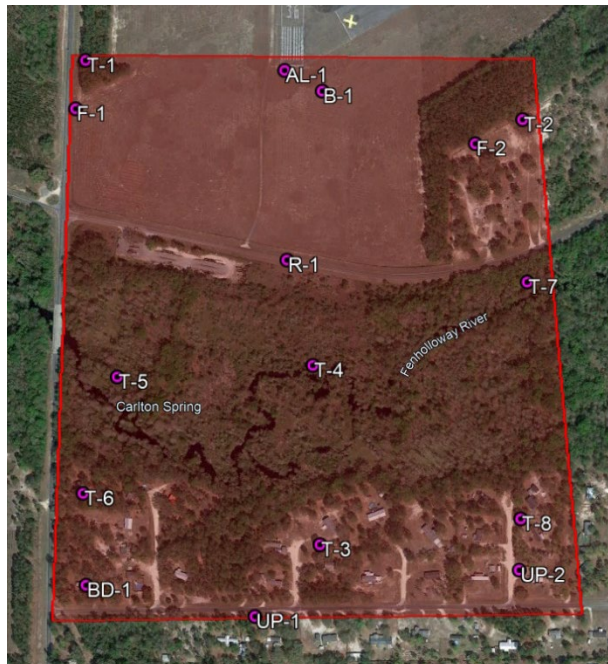 T-1
AL-1
B-1
F-1
T-2
F-2
R-1
T-7
Fenholloway River
T-4
T-5
Carlton Spring
T-6
T-8
T-3
UP-2
BD-1
UP-1